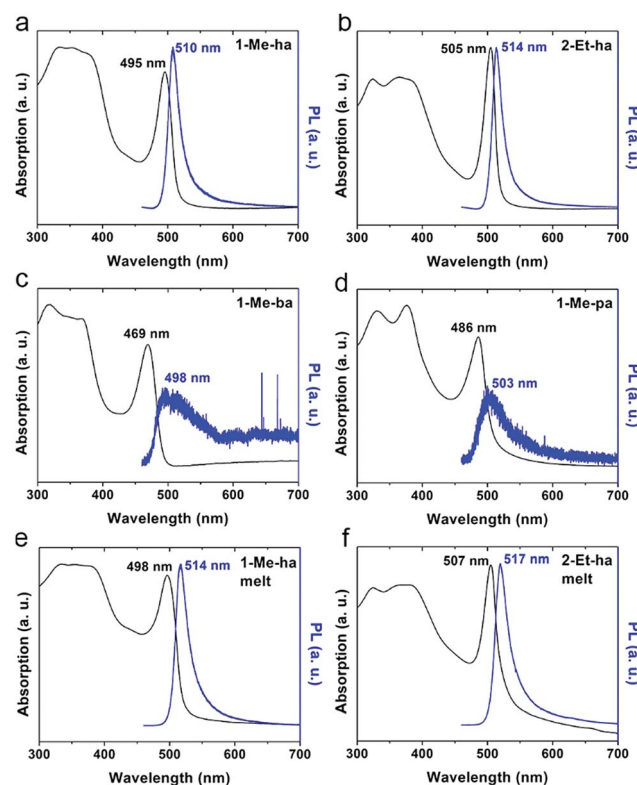 a
1-Me-ha
495 nm
510 nm
Absorption (a. u.)
PL (a. u.)
300 400 500 600 700
Wavelength (nm)
b
2-Et-ha
505 nm
514 nm
Absorption (a. u.)
PL (a. u.)
300 400 500 600 700
Wavelength (nm)
c
1-Me-ba
469 nm
498 nm
Absorption (a. u.)
PL (a. u.)
300 400 500 600 700
Wavelength (nm)
d
1-Me-pa
486 nm
503 nm
Absorption (a. u.)
PL (a. u.)
300 400 500 600 700
Wavelength (nm)
e
1-Me-ha
melt
498 nm
514 nm
Absorption (a. u.)
PL (a. u.)
300 400 500 600 700
Wavelength (nm)
f
2-Et-ha
melt
507 nm
517 nm
Absorption (a. u.)
PL (a. u.)
300 400 500 600 700
Wavelength (nm)